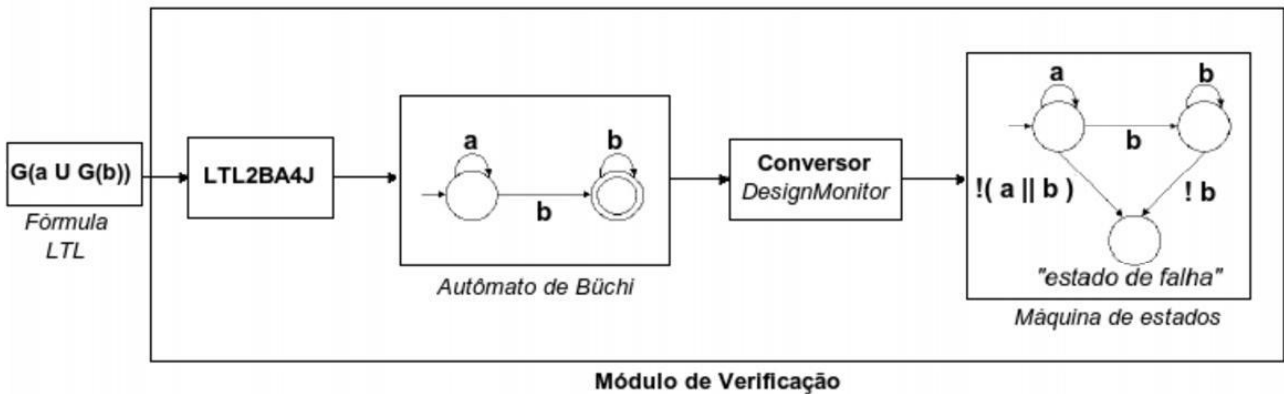 G(a U G(b))
Fórmula
LTL
LTL2BA4J
a
b
b
Autômato de Büchi
Conversor
DesignMonitor
a
b
b
!( a || b )
! b
"estado de falha"
Máquina de estados
Módulo de Verificação